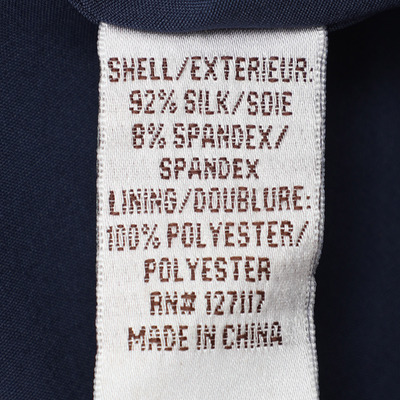 SHELL/EXTERIEUR:
92% SILK/SOIE
8% SPANDEX/
SPANDEX
LINING/DOUBLURE:
100% POLYESTER/
POLYESTER
RN# 127117
MADE IN CHINA